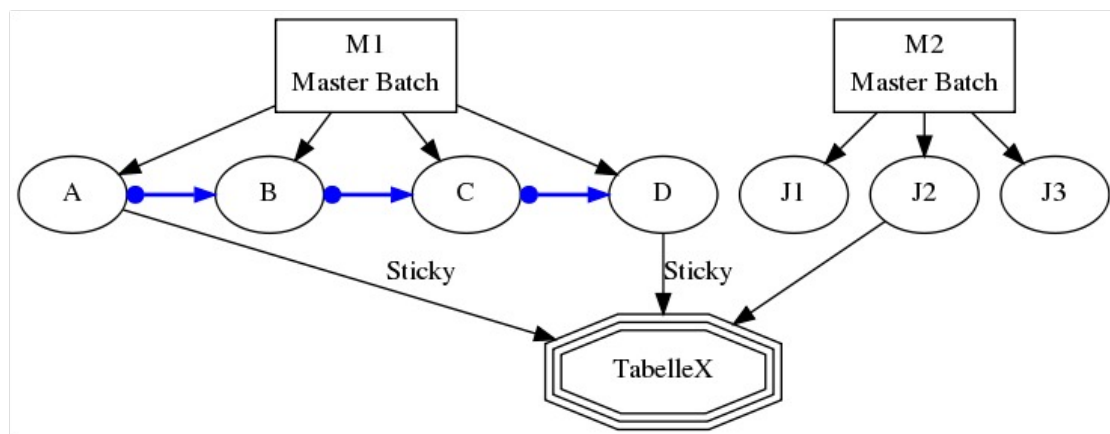 M1
Master Batch
M2
Master Batch
A
B
C
D
J1
J2
J3
Sticky
Sticky
TabelleX